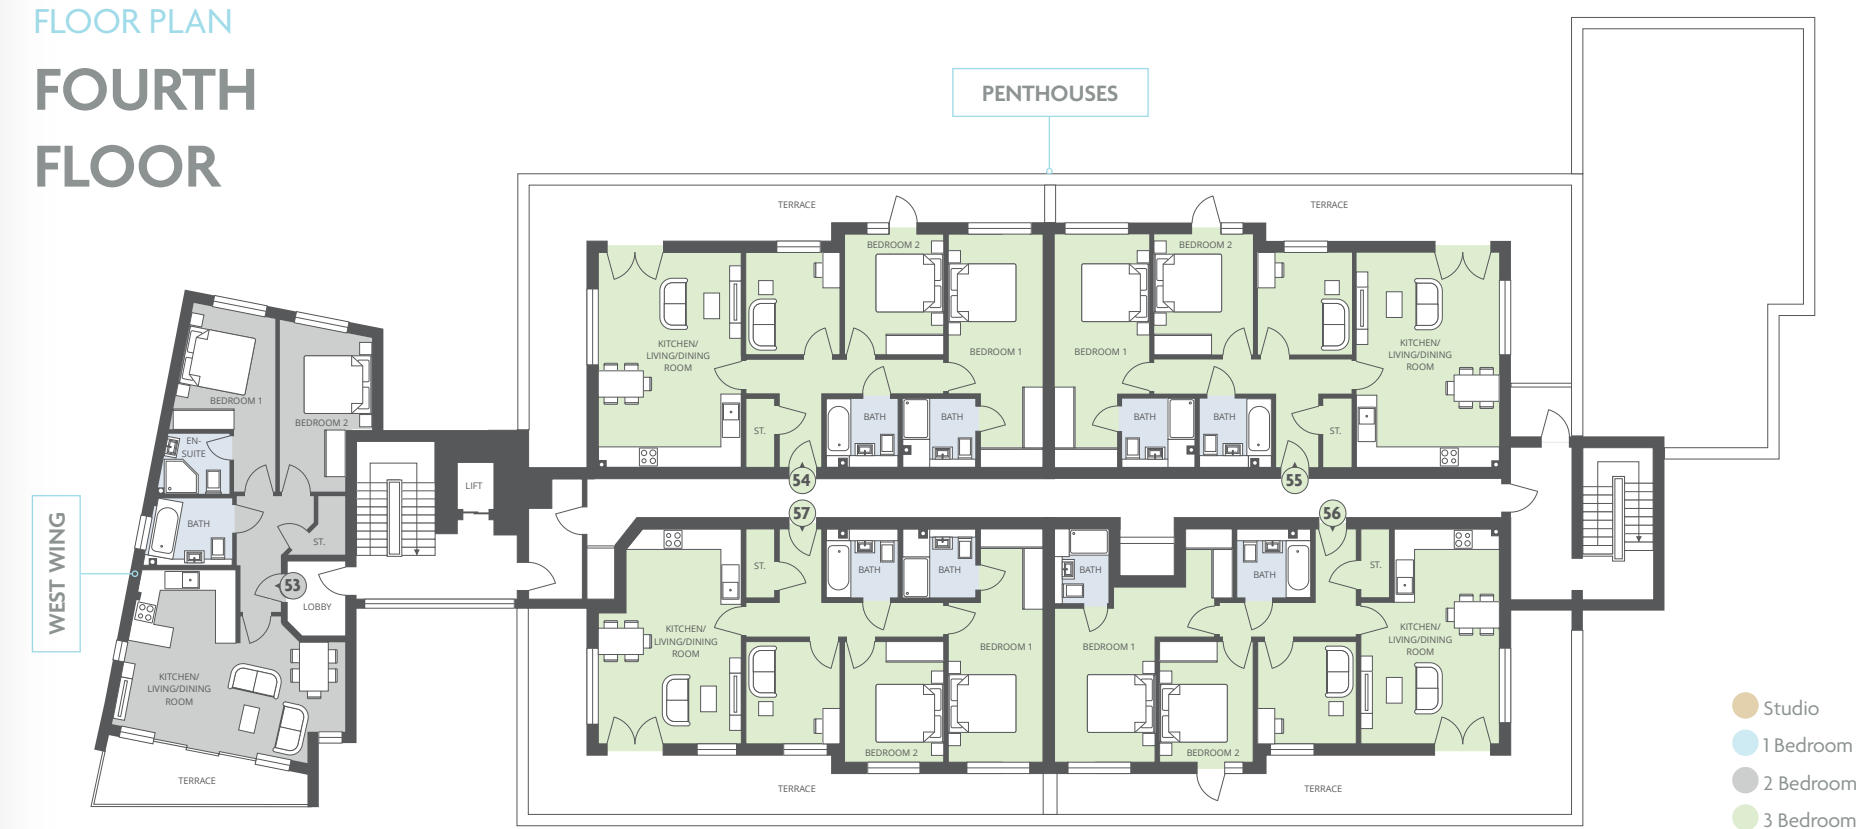 FLOOR PLAN
FOURTH
FLOOR
PENTHOUSES
TERRACE
TERRACE
BEDROOM 2
BEDROOM 2
KITCHEN/
LIVING/DINING
ROOM
BEDROOM 1
BEDROOM 1
KITCHEN/
LIVING/DINING
ROOM
BEDROOM 1
BEDROOM 2
EN-
SUITE
BATH
ST.
ST.
BATH
BATH
BATH
BATH
ST.
LIFT
54
55
57
56
WEST WING
53
LOBBY
ST.
BATH
BATH
BATH
BATH
ST.
KITCHEN/
LIVING/DINING
ROOM
BEDROOM 1
BEDROOM 1
KITCHEN/
LIVING/DINING
ROOM
KITCHEN/
LIVING/DINING
ROOM
BEDROOM 2
BEDROOM 2
TERRACE
TERRACE
TERRACE
Studio
1 Bedroom
2 Bedroom
3 Bedroom